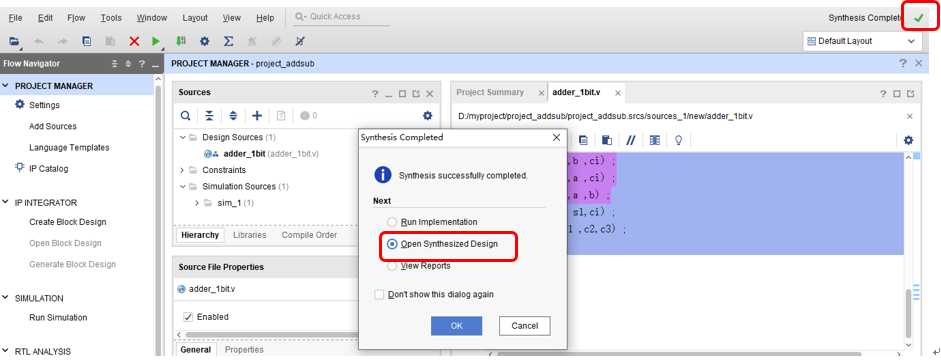 File Edit Flow Tools Window Layout View Help Quick Access
Synthesis Complete
Default Layout
Flow Navigator
PROJECT MANAGER - project_addsub
PROJECT MANAGER
Settings
Add Sources
Language Templates
IP Catalog
IP INTEGRATOR
Create Block Design
Open Block Design
Generate Block Design
SIMULATION
Run Simulation
RTL ANALYSIS
Sources
0
Design Sources (1)
adder_1bit (adder_1bit.v)
Constraints
Simulation Sources (1)
sim_1 (1)
Hierarchy Libraries Compile Order
Source File Properties
adder_1bit.v
Enabled
General Properties
Project Summary adder_1bit.v
D:/myproject/project_addsub/project_addsub.srcs/sources_1/new/adder_1bit.v
,b ,ci) ;
,a ,ci) ;
,a ,b) ;
s1,ci) ;
1 ,c2,c3) ;
Synthesis Completed
Synthesis successfully completed.
Next
Run Implementation
Open Synthesized Design
View Reports
Don't show this dialog again
OK Cancel